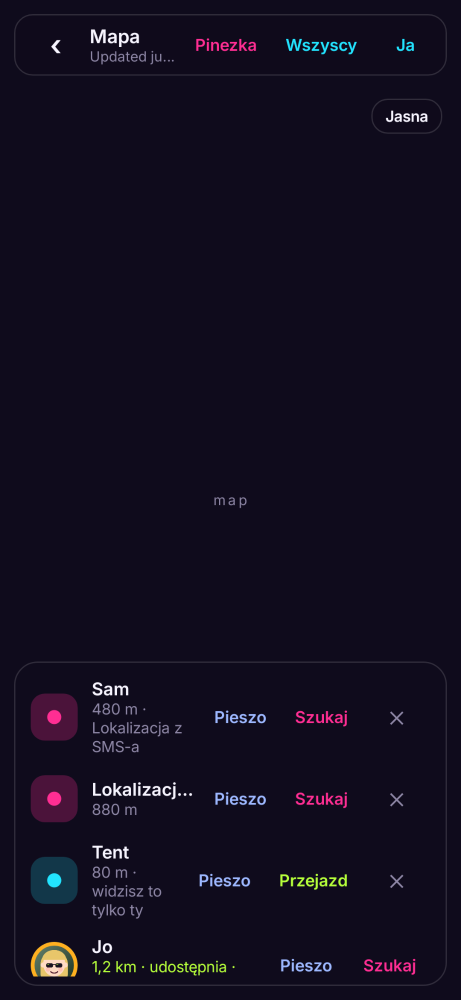 Mapa
Updated ju...
Pinezka
Wszyscy
Ja
Jasna
map
Sam
480 m ·
Lokalizacja z
SMS-a
Pieszo
Szukaj
Lokalizacj...
880 m
Pieszo
Szukaj
Tent
80 m ·
widzisz to
tylko ty
Pieszo
Przejazd
Jo
1,2 km · udostępnia ·
Pieszo
Szukaj